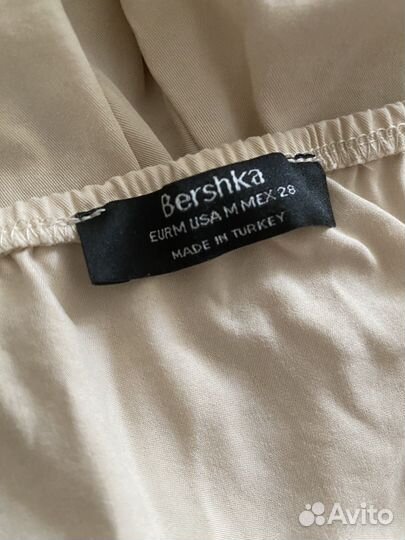 Bershka
EUR M USA M MEX 28
MADE IN TURKEY
Avito